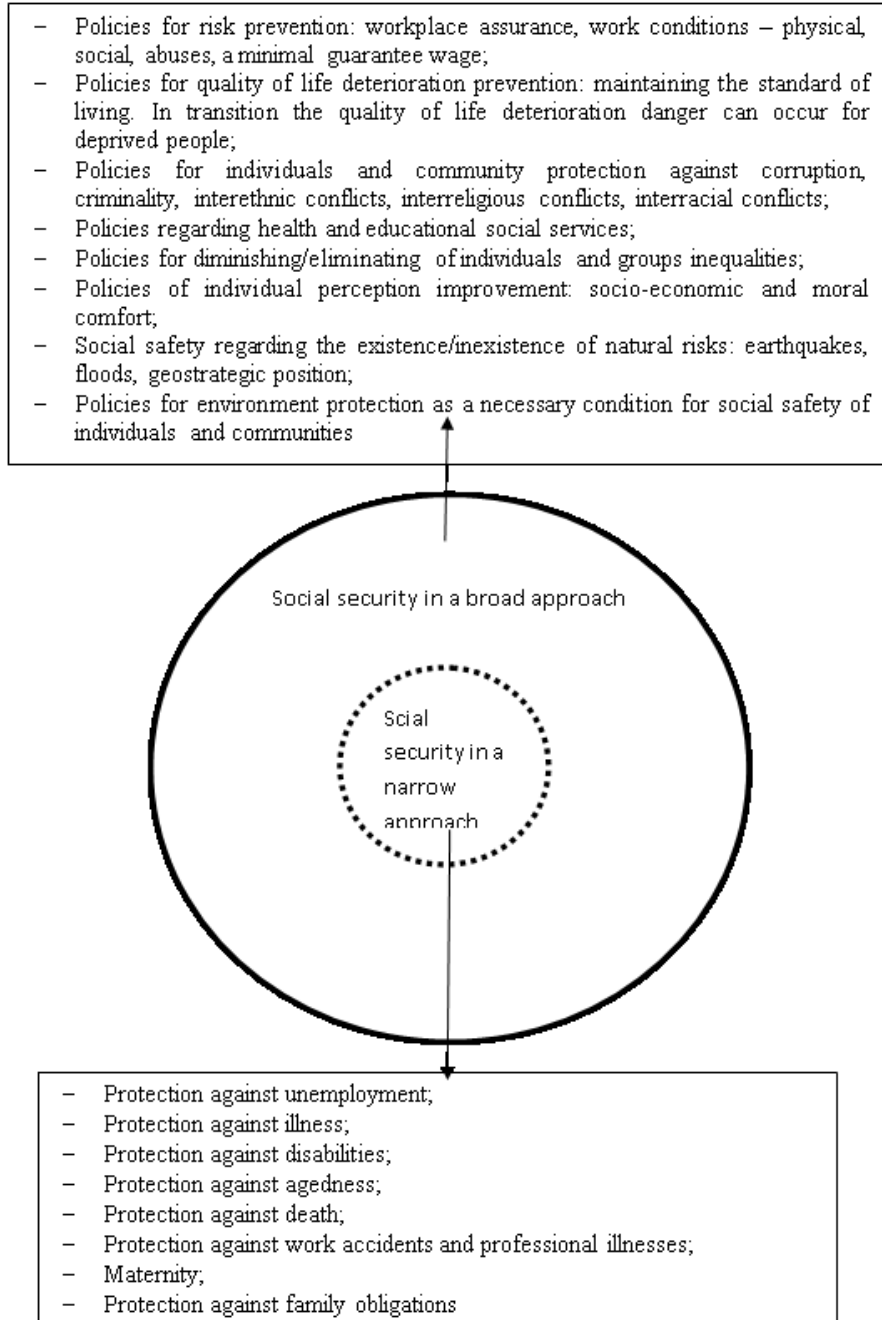 – Policies for risk prevention: workplace assurance, work conditions – physical,
social, abuses, a minimal guarantee wage;
– Policies for quality of life deterioration prevention: maintaining the standard of
living. In transition the quality of life deterioration danger can occur for
deprived people;
– Policies for individuals and community protection against corruption,
criminality, interethnic conflicts, interreligious conflicts, interracial conflicts;
– Policies regarding health and educational social services;
– Policies for diminishing/eliminating of individuals and groups inequalities;
– Policies of individual perception improvement: socio-economic and moral
comfort;
– Social safety regarding the existence/inexistence of natural risks: earthquakes,
floods, geostrategic position;
– Policies for environment protection as a necessary condition for social safety of
individuals and communities
Social security in a broad approach
Scial
security in a
narrow
approach
– Protection against unemployment;
– Protection against illness;
– Protection against disabilities;
– Protection against agedness;
– Protection against death;
– Protection against work accidents and professional illnesses;
– Maternity;
– Protection against family obligations